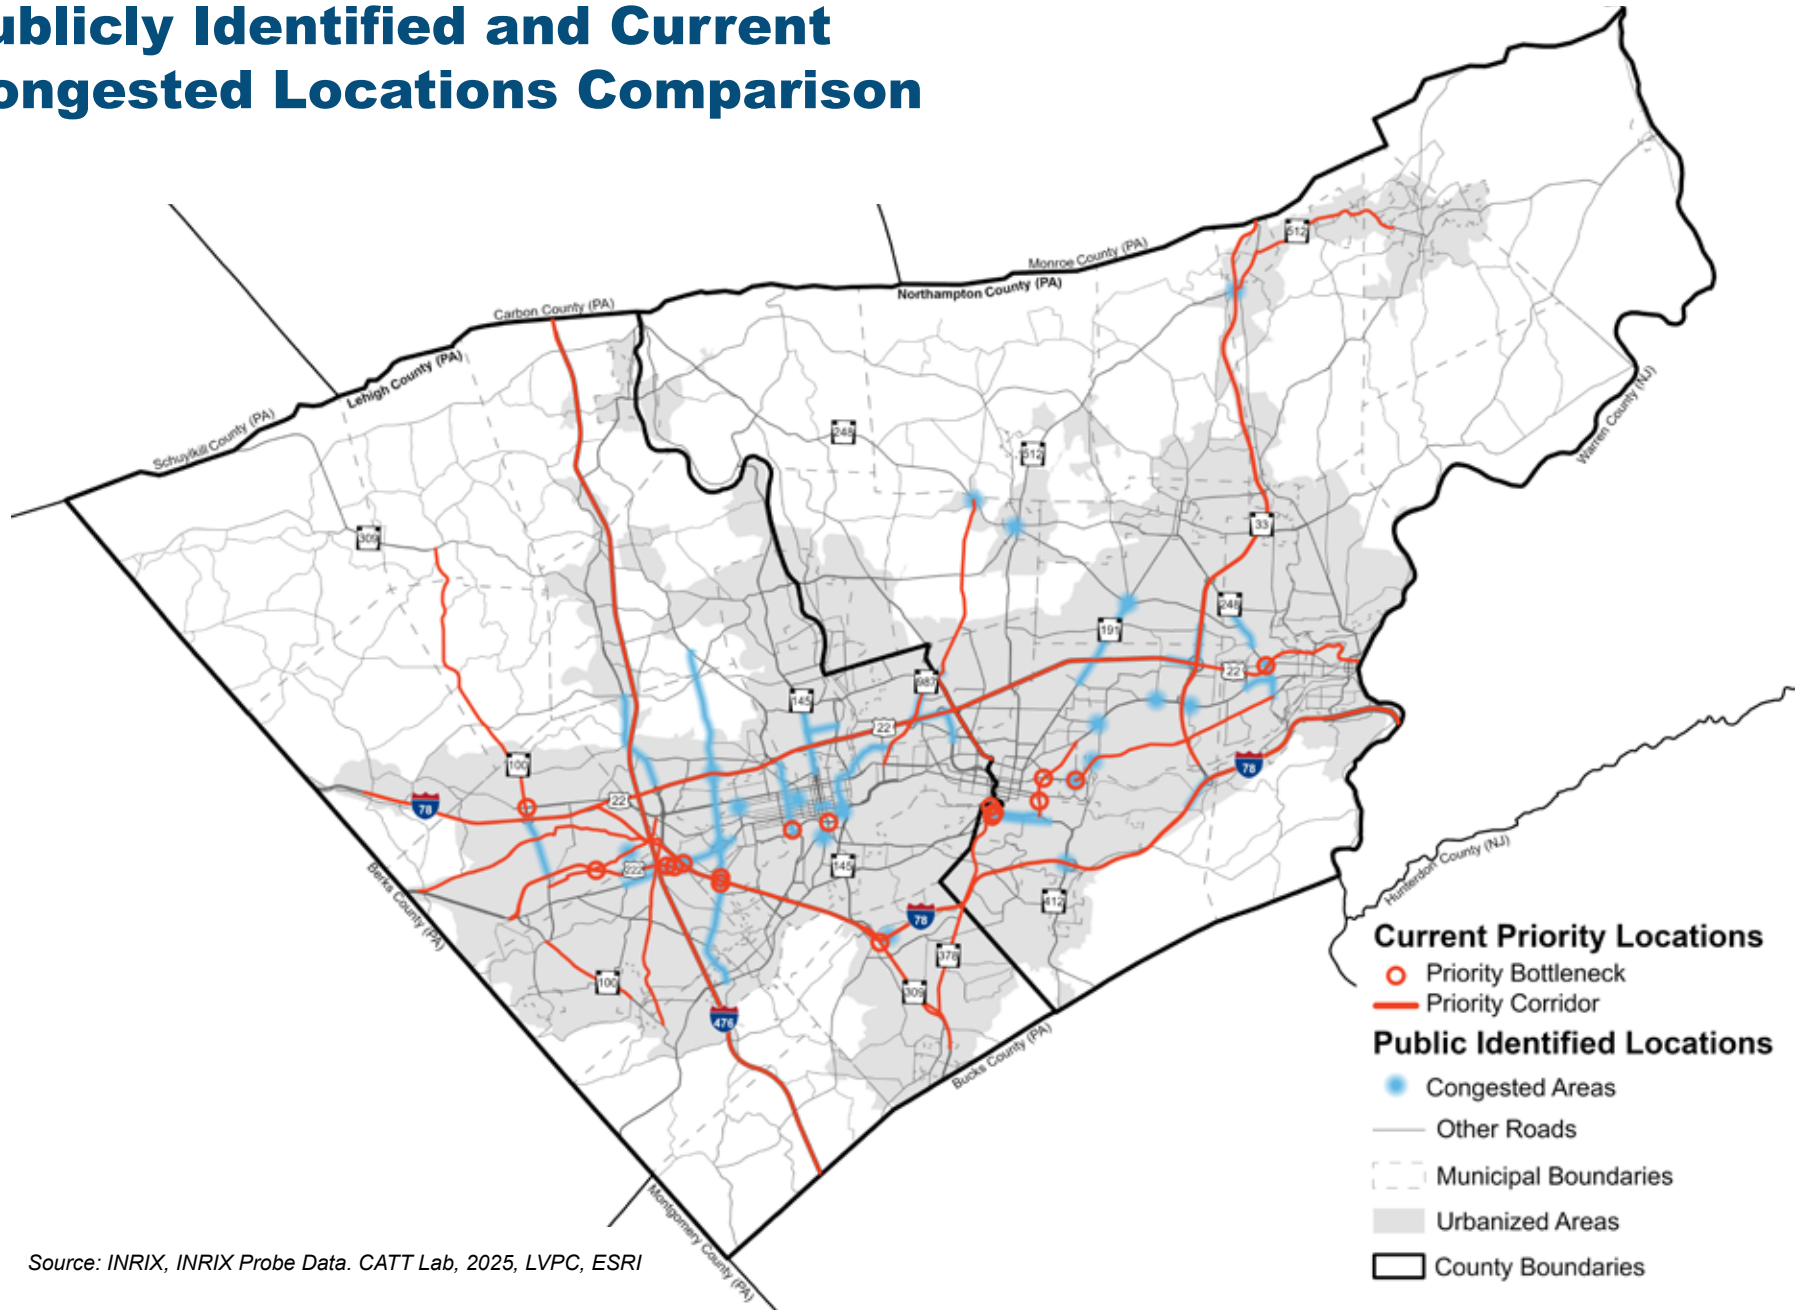 ublicly Identified and Current
ongested Locations Comparison
Monroe County (PA)
Northampton County (PA)
Carbon County (PA)
Lehigh County (PA)
Schuylkill County (PA)
Warren County (NJ)
512
248
512
309
33
248
191
22
987
145
22
100
78
22
78
222
145
412
78
378
100
309
476
Berks County (PA)
Bucks County (PA)
Montgomery County (PA)
Hunterdon County (NJ)
Current Priority Locations
Priority Bottleneck
Priority Corridor
Public Identified Locations
Congested Areas
Other Roads
Municipal Boundaries
Urbanized Areas
County Boundaries
Source: INRIX, INRIX Probe Data. CATT Lab, 2025, LVPC, ESRI